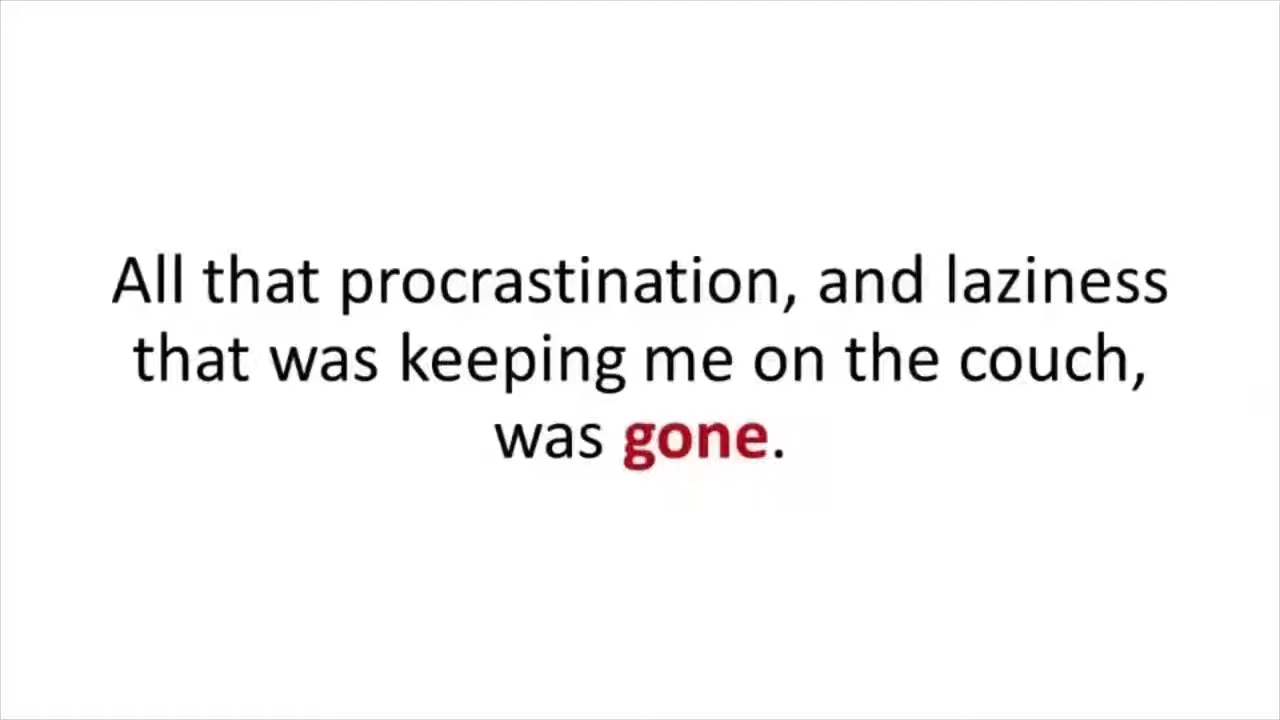 All that procrastination, and laziness
that was keeping me on the couch,
was gone.